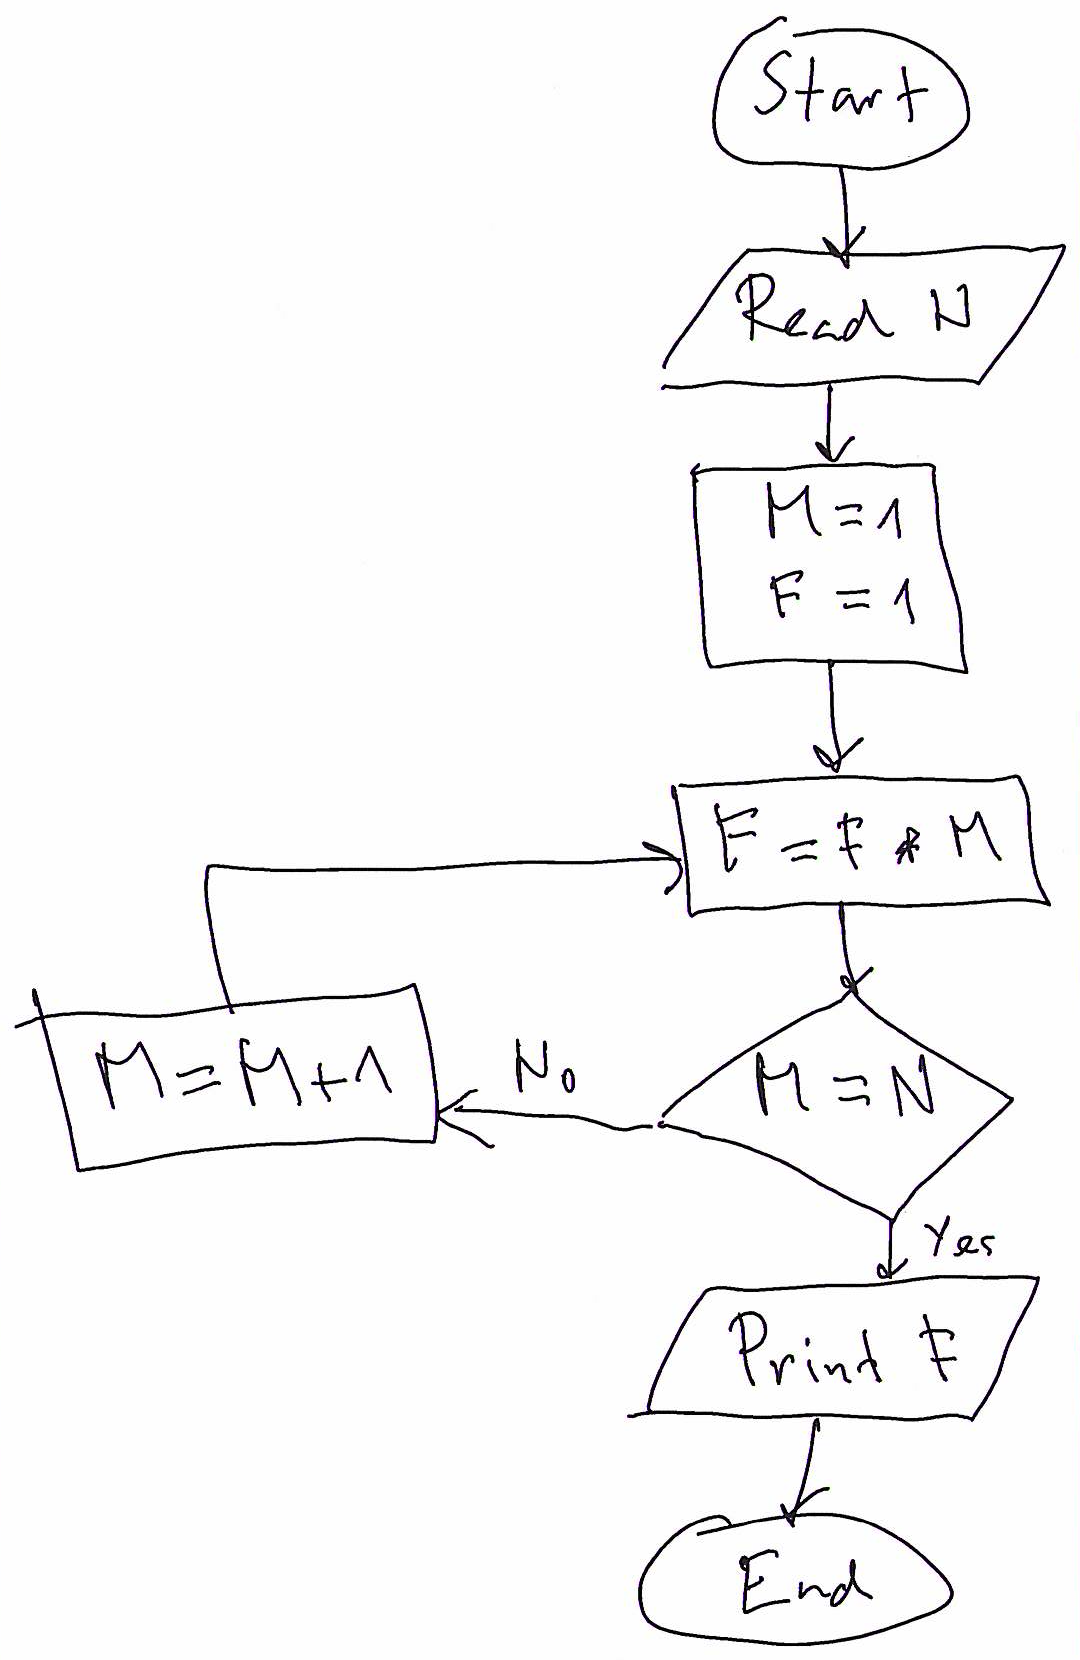 Start
Read N
M = 1
F = 1
F = F * M
M = N
No
M = M + 1
Yes
Print F
End